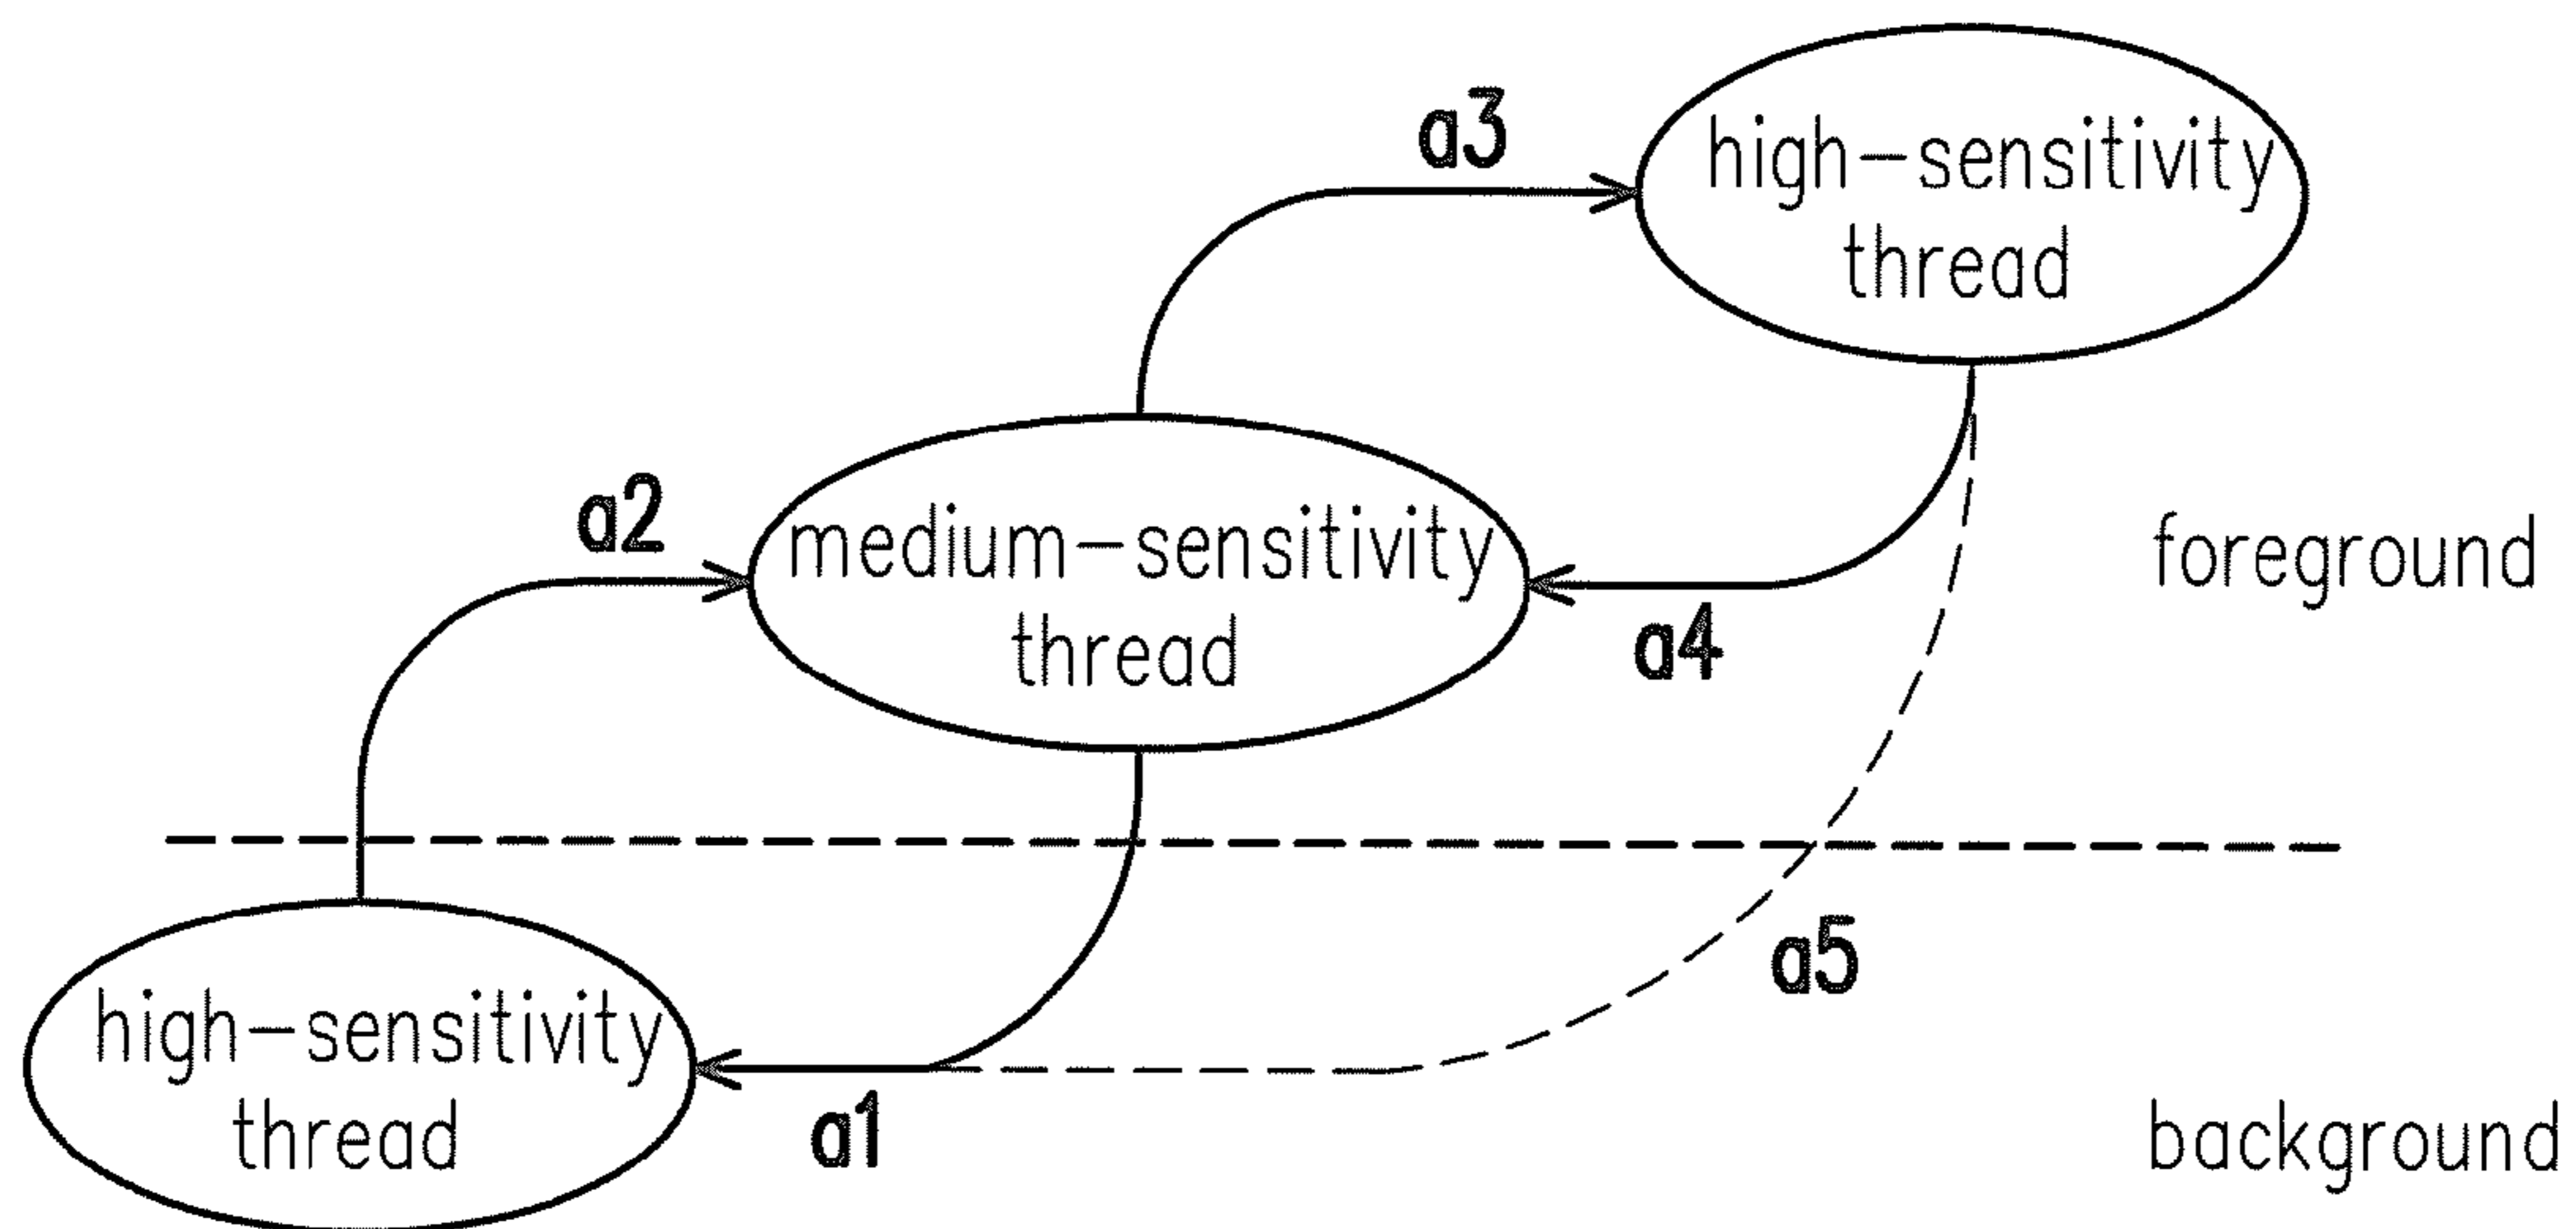 a3
high-sensitivity
thread
a2
medium-sensitivity
thread
a4
foreground
a5
high-sensitivity
thread
a1
background